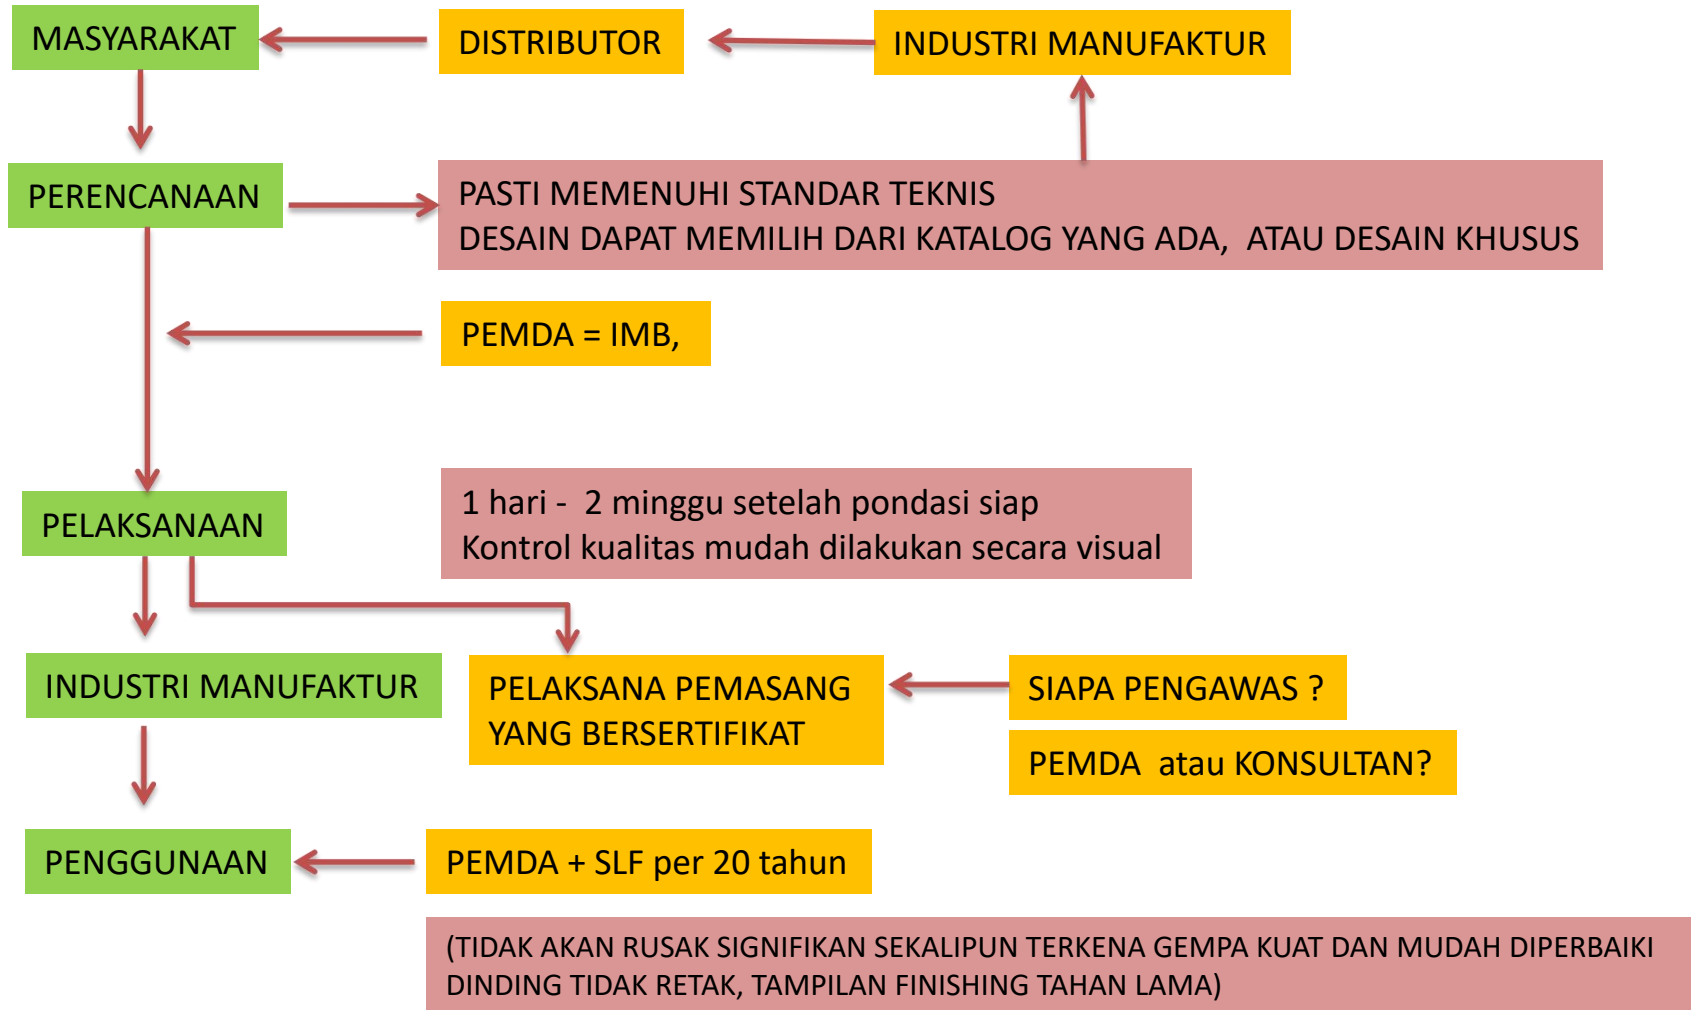 MASYARAKAT
DISTRIBUTOR
INDUSTRI MANUFAKTUR
PERENCANAAN
PASTI MEMENUHI STANDAR TEKNIS
DESAIN DAPAT MEMILIH DARI KATALOG YANG ADA, ATAU DESAIN KHUSUS
PEMDA = IMB,
PELAKSANAAN
1 hari - 2 minggu setelah pondasi siap
Kontrol kualitas mudah dilakukan secara visual
INDUSTRI MANUFAKTUR
PELAKSANA PEMASANG
YANG BERSERTIFIKAT
SIAPA PENGAWAS ?
PEMDA atau KONSULTAN?
PENGGUNAAN
PEMDA + SLF per 20 tahun
(TIDAK AKAN RUSAK SIGNIFIKAN SEKALIPUN TERKENA GEMPA KUAT DAN MUDAH DIPERBAIKI
DINDING TIDAK RETAK, TAMPILAN FINISHING TAHAN LAMA)